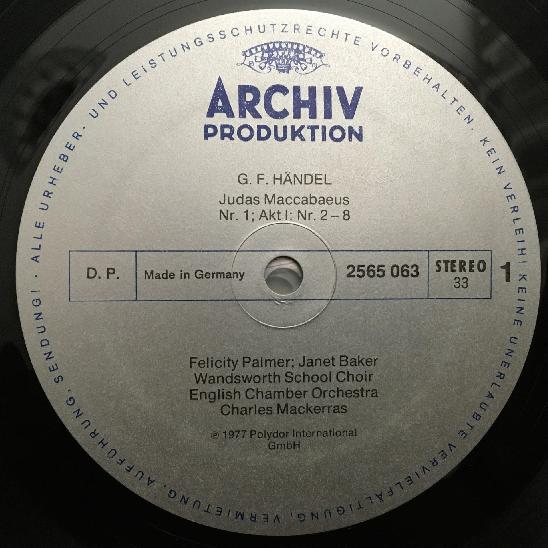 ALLE URHEBER- UND LEISTUNGSSCHUTZRECHTE VORBEHALTEN. KEIN VERLEIH! KEINE UNERLAUBTE VERVIELFÄLTIGUNG, VERMIETUNG, AUFFÜHRUNG, SENDUNG! ·
ARCHIV
PRODUKTION
G. F. HÄNDEL
Judas Maccabaeus
Nr. 1; Akt I: Nr. 2–8
D. P. Made in Germany 2565 063 STEREO 33 1
Felicity Palmer; Janet Baker
Wandsworth School Choir
English Chamber Orchestra
Charles Mackerras
℗ 1977 Polydor International
GmbH